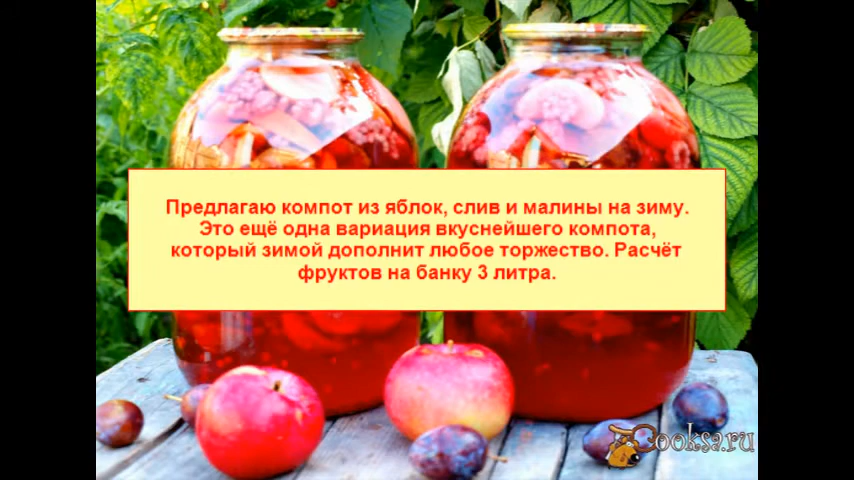 Предлагаю компот из яблок, слив и малины на зиму.
Это ещё одна вариация вкуснейшего компота,
который зимой дополнит любое торжество. Расчёт
фруктов на банку 3 литра.
Cooksa.ru